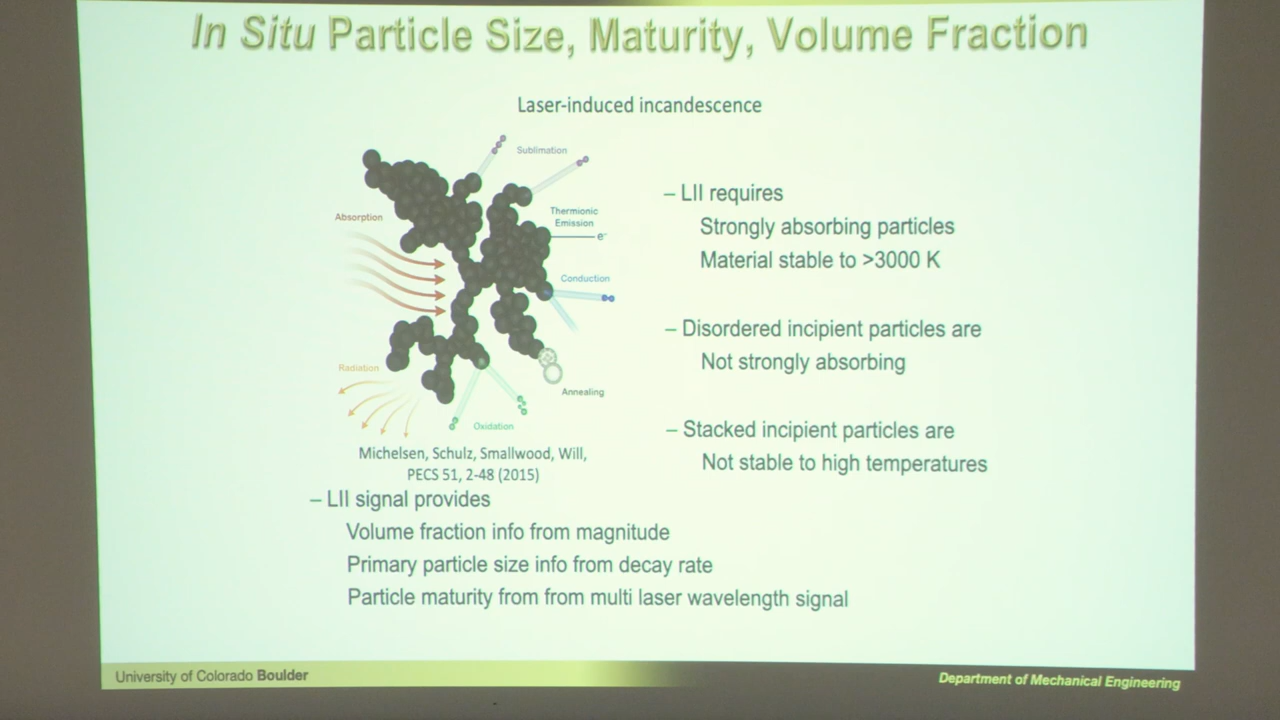 In Situ Particle Size, Maturity, Volume Fraction
Laser-induced incandescence
Sublimation
Absorption
Thermionic
Emission
e-
Conduction
Radiation
Annealing
Oxidation
Michelsen, Schulz, Smallwood, Will,
PECS 51, 2-48 (2015)
– LII signal provides
Volume fraction info from magnitude
Primary particle size info from decay rate
Particle maturity from from multi laser wavelength signal
– LII requires
Strongly absorbing particles
Material stable to >3000 K
– Disordered incipient particles are
Not strongly absorbing
– Stacked incipient particles are
Not stable to high temperatures
University of Colorado Boulder
Department of Mechanical Engineering